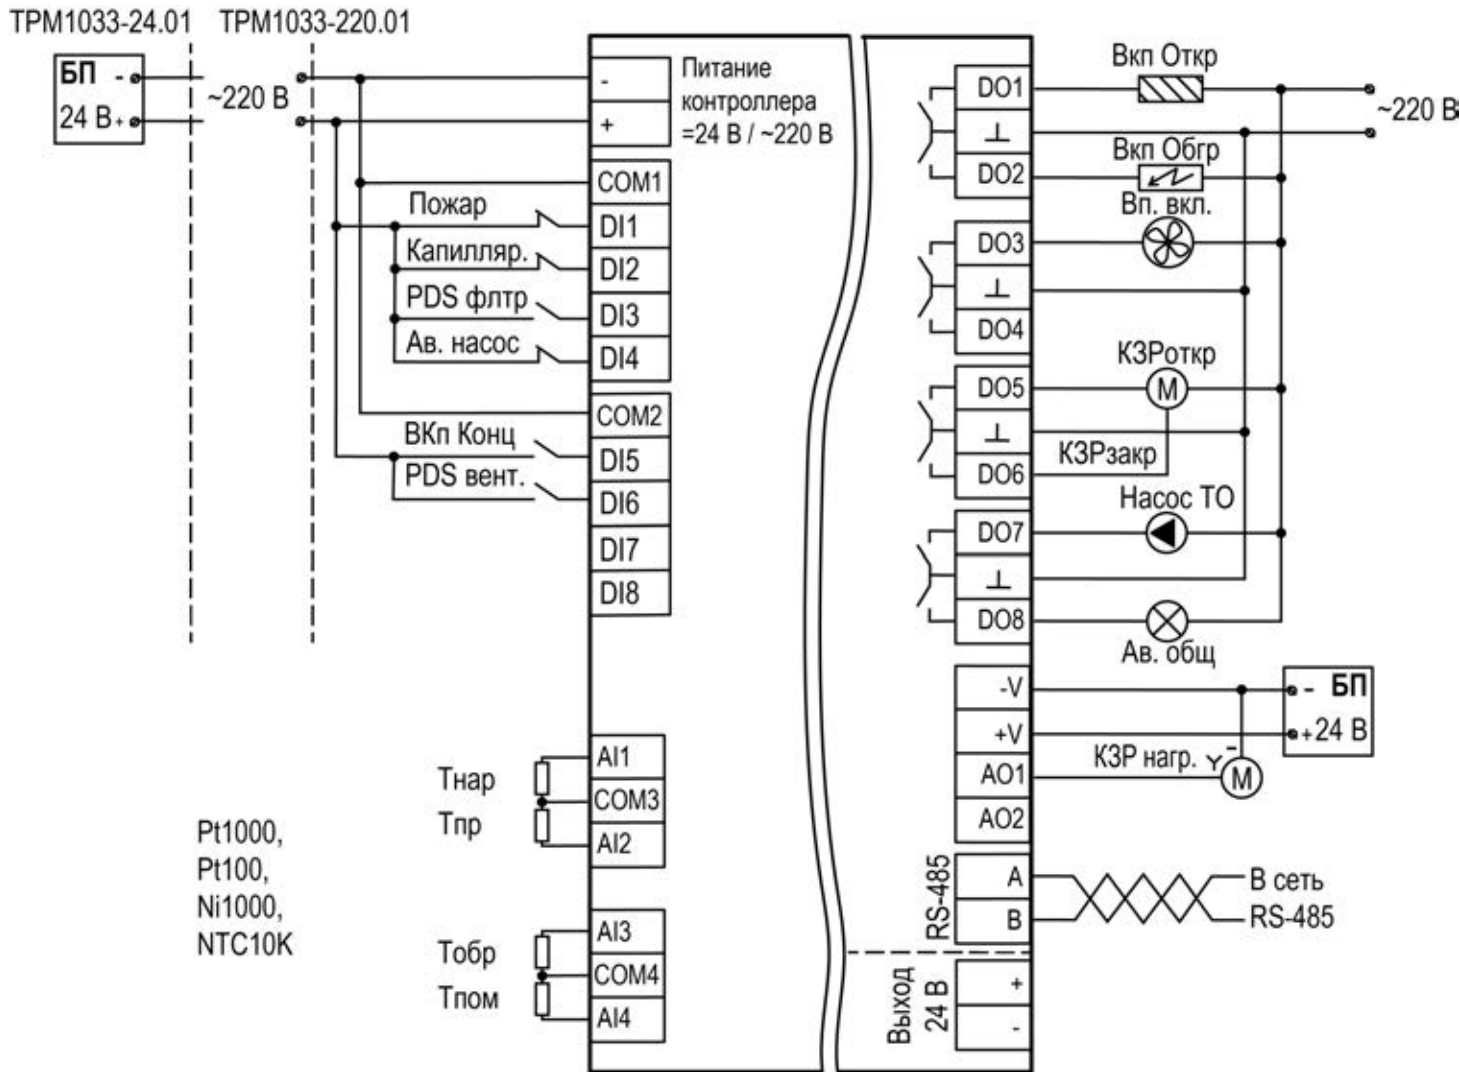 ТРМ1033-24.01 ТРМ1033-220.01
БП -
24 В +
~220 В
-
+
Питание
контроллера
=24 В / ~220 В
COM1
Пожар DI1
Капилляр. DI2
PDS флтр DI3
Ав. насос DI4
COM2
ВКп Конц DI5
PDS вент. DI6
DI7
DI8
Тнар AI1
COM3
Тпр AI2
Pt1000,
Pt100,
Ni1000,
NTC10K
Тобр AI3
COM4
Тпом AI4
DO1 Вкп Откр
~220 В
⊥
DO2 Вкп Обгр
Вп. вкл.
DO3
⊥
DO4
КЗРоткр
DO5 М
⊥
КЗРзакр
DO6
Насос ТО
DO7
⊥
DO8
Ав. общ
-V - БП
+V + 24 В
AO1 КЗР нагр. Y - М
AO2
RS-485
A В сеть
B RS-485
Выход
24 В
+
-